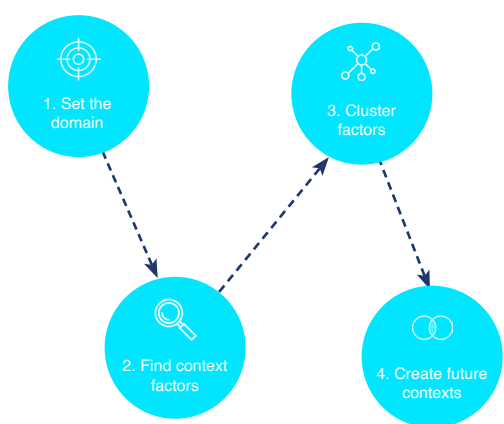 1. Set the
domain
2. Find context
factors
3. Cluster
factors
4. Create future
contexts